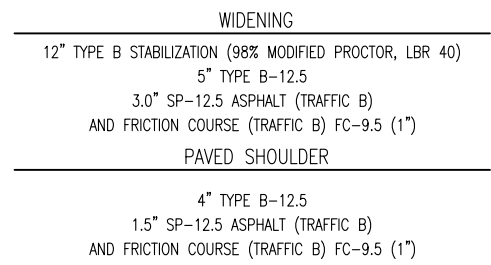 WIDENING
12" TYPE B STABILIZATION (98% MODIFIED PROCTOR, LBR 40)
5" TYPE B-12.5
3.0" SP-12.5 ASPHALT (TRAFFIC B)
AND FRICTION COURSE (TRAFFIC B) FC-9.5 (1")
PAVED SHOULDER
4" TYPE B-12.5
1.5" SP-12.5 ASPHALT (TRAFFIC B)
AND FRICTION COURSE (TRAFFIC B) FC-9.5 (1")